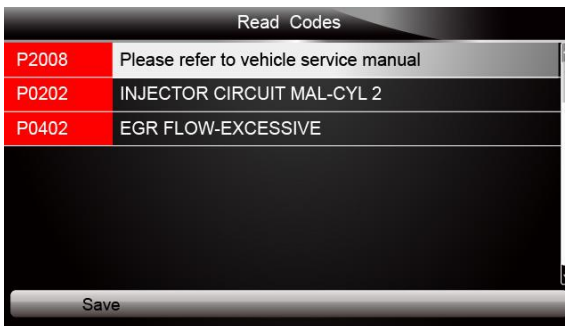 Read Codes
P2008 Please refer to vehicle service manual
P0202 INJECTOR CIRCUIT MAL-CYL 2
P0402 EGR FLOW-EXCESSIVE
Save